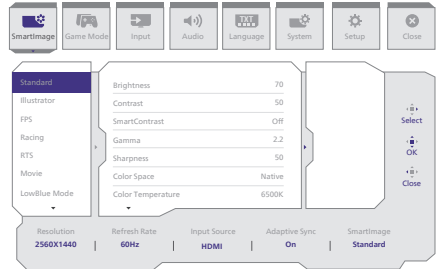 SmartImage
Game Mode
Input
Audio
TXT
Language
System
Setup
Close
Standard
Illustrator
FPS
Racing
RTS
Movie
LowBlue Mode
Brightness 70
Contrast 50
SmartContrast Off
Gamma 2.2
Sharpness 50
Color Space Native
Color Temperature 6500K
Select
OK
Close
Resolution Refresh Rate Input Source Adaptive Sync SmartImage
2560X1440 60Hz HDMI On Standard